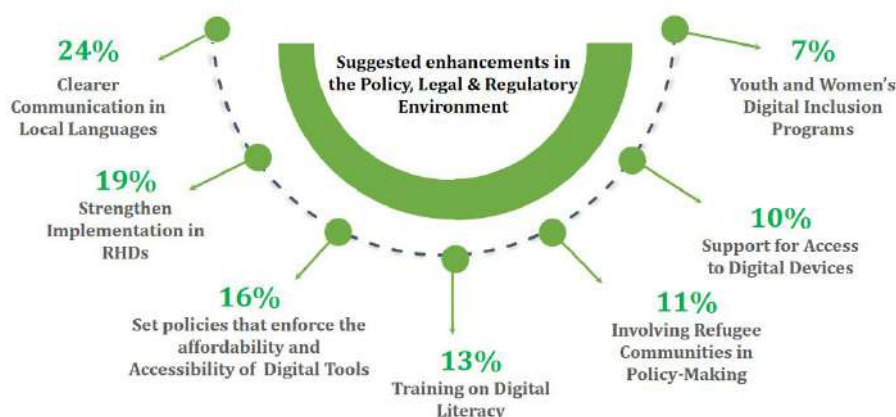 Suggested enhancements in
the Policy, Legal & Regulatory
Environment
24%
Clearer
Communication in
Local Languages
19%
Strengthen
Implementation in
RHDs
16%
Set policies that enforce the
affordability and
Accessibility of Digital Tools
13%
Training on Digital
Literacy
11%
Involving Refugee
Communities in
Policy-Making
10%
Support for Access
to Digital Devices
7%
Youth and Women's
Digital Inclusion
Programs